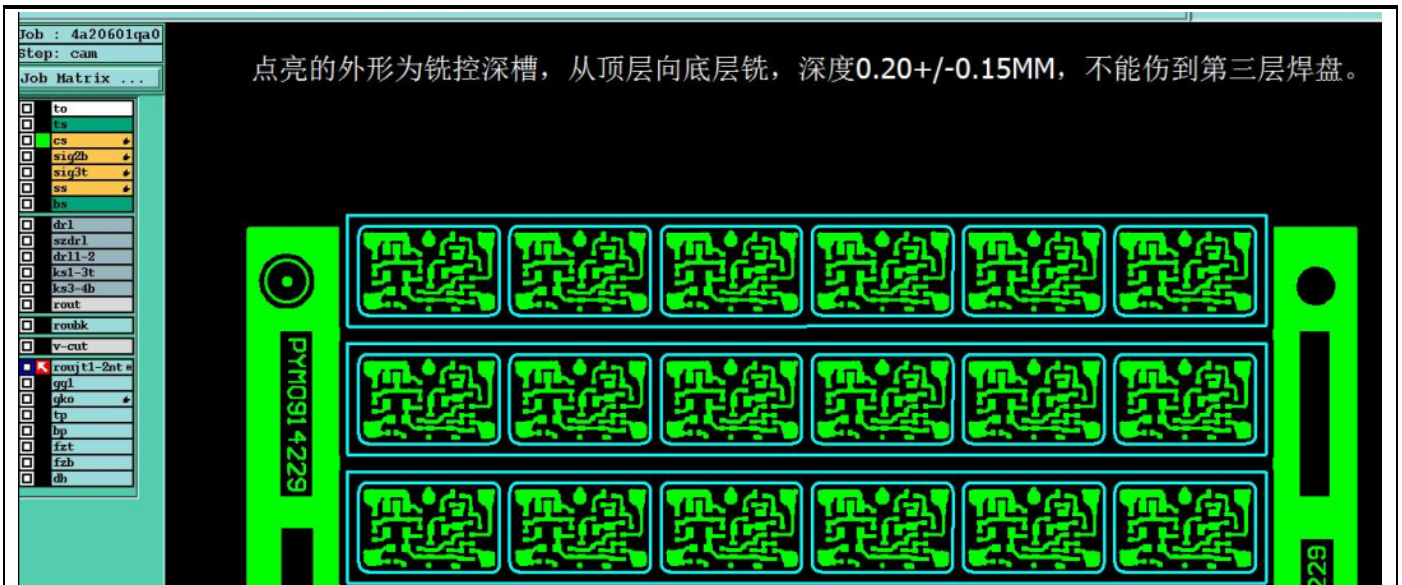 Job : 4a20601qa0
Step: cam
Job Matrix ...
点亮的外形为铣控深槽，从顶层向底层铣，深度0.20+/-0.15MM，不能伤到第三层焊盘。
to
ts
cs
sig2b
sig3t
ss
bs
drl
szdrl
drl1-2
ks1-3t
ks3-4b
rout
roubk
v-cut
roujt1-2nt
gg1
gko
tp
bp
fzt
fzb
dh
PYM0914229
229